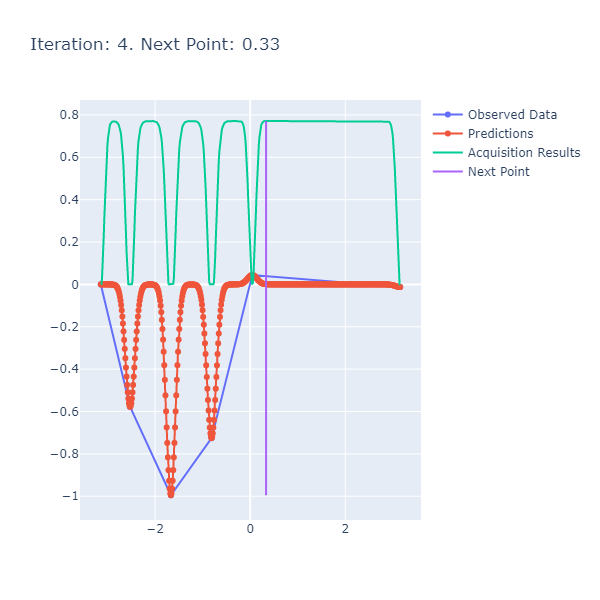 Iteration: 4. Next Point: 0.33
Observed Data
Predictions
Acquisition Results
Next Point
0.8
0.6
0.4
0.2
0
−0.2
−0.4
−0.6
−0.8
−1
−2
0
2